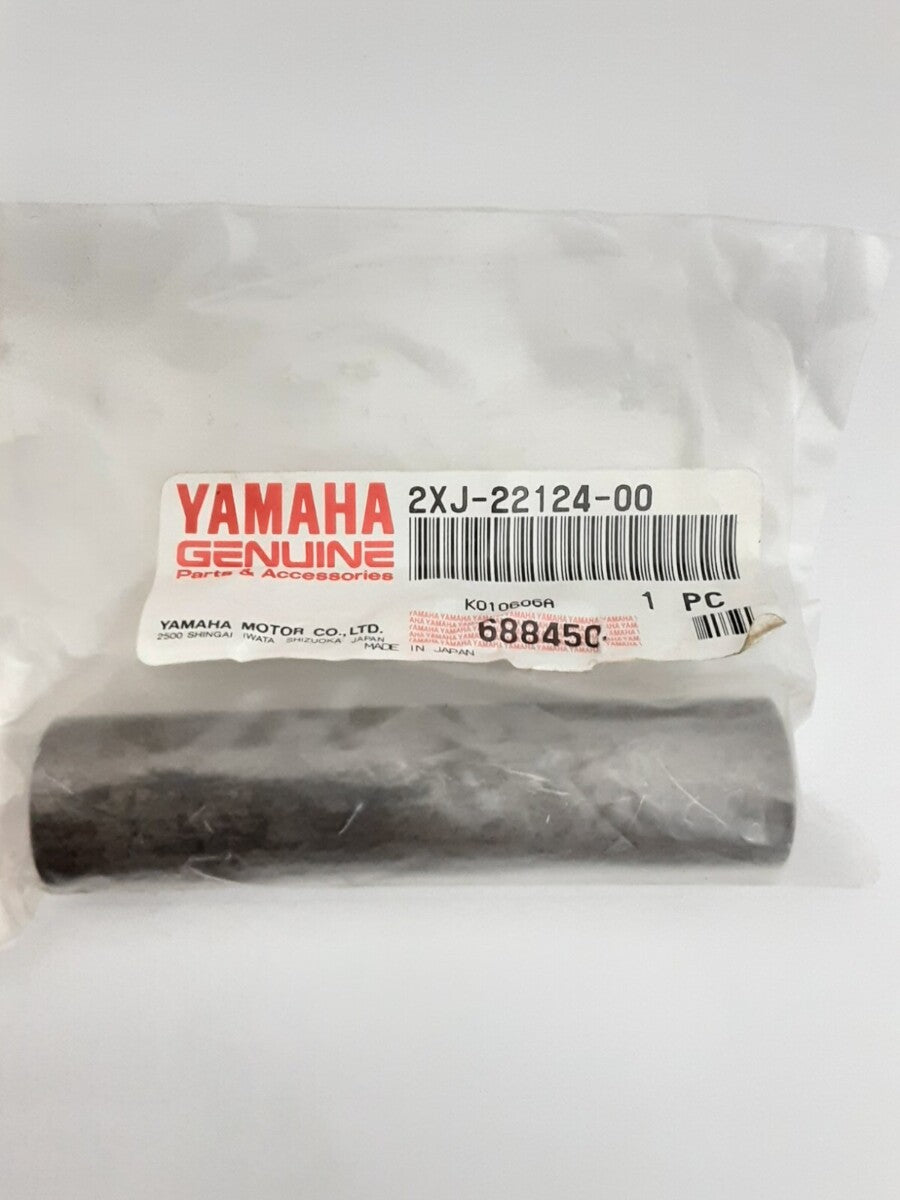 YAMAHA 2XJ-22124-00
GENUINE
Parts & Accessories
K010606A 1 PC
YAMAHA MOTOR CO.,LTD.
2500 SHINGAI IWATA SHIZUOKA JAPAN
MADE IN JAPAN
688450